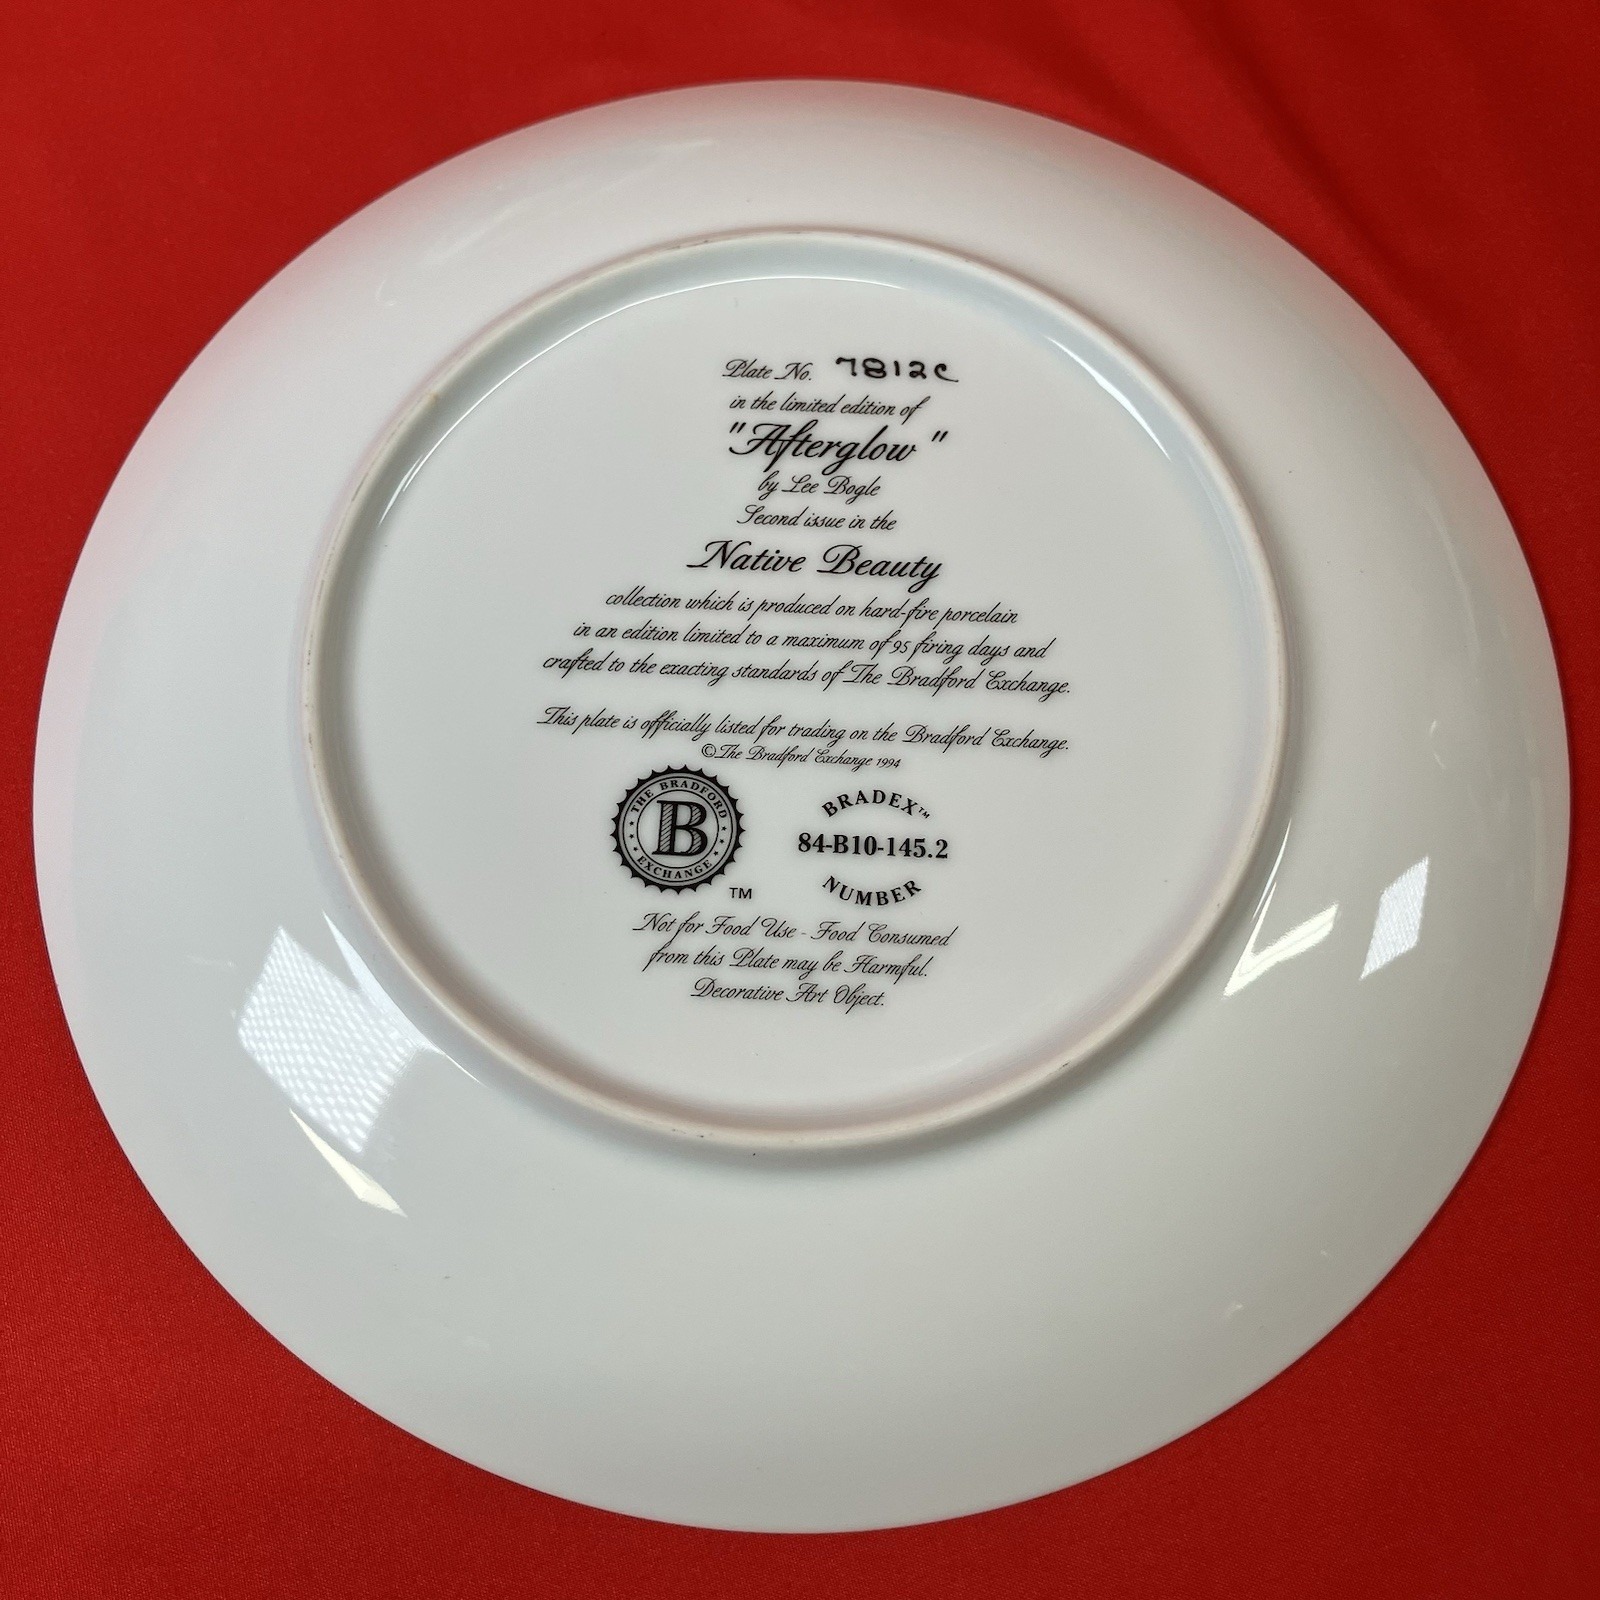 Plate No. 7812C
in the limited edition of
"Afterglow"
by Lee Bogle
Second issue in the
Native Beauty
collection which is produced on hard-fire porcelain
in an edition limited to a maximum of 95 firing days and
crafted to the exacting standards of The Bradford Exchange.
This plate is officially listed for trading on the Bradford Exchange.
©The Bradford Exchange 1994
THE BRADFORD
B
EXCHANGE
TM
BRADEX™
84-B10-145.2
NUMBER
Not for Food Use - Food Consumed
from this Plate may be Harmful.
Decorative Art Object.